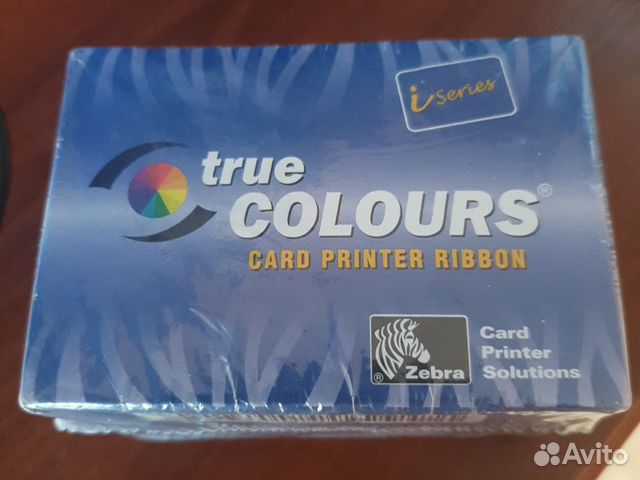 i Series
true
COLOURS®
CARD PRINTER RIBBON
® Zebra
Card
Printer
Solutions
Avito